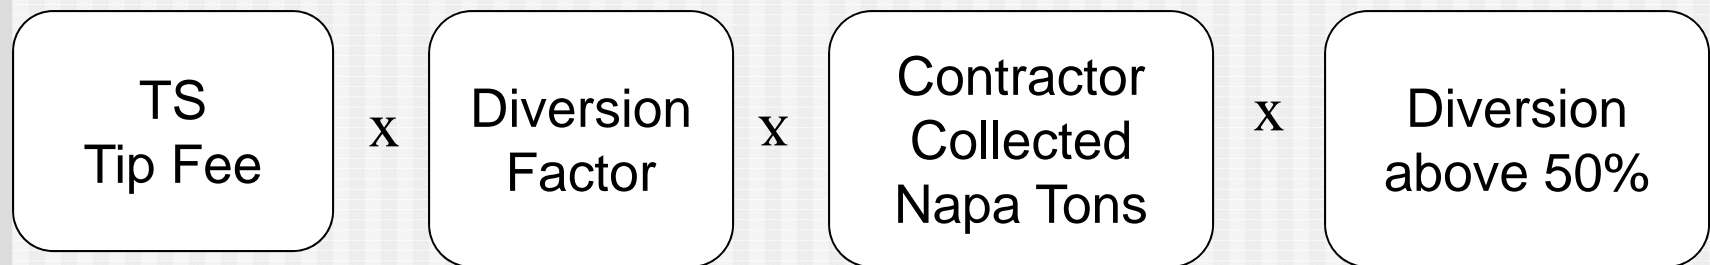 TS
Tip Fee
x
Diversion
Factor
x
Contractor
Collected
Napa Tons
x
Diversion
above 50%